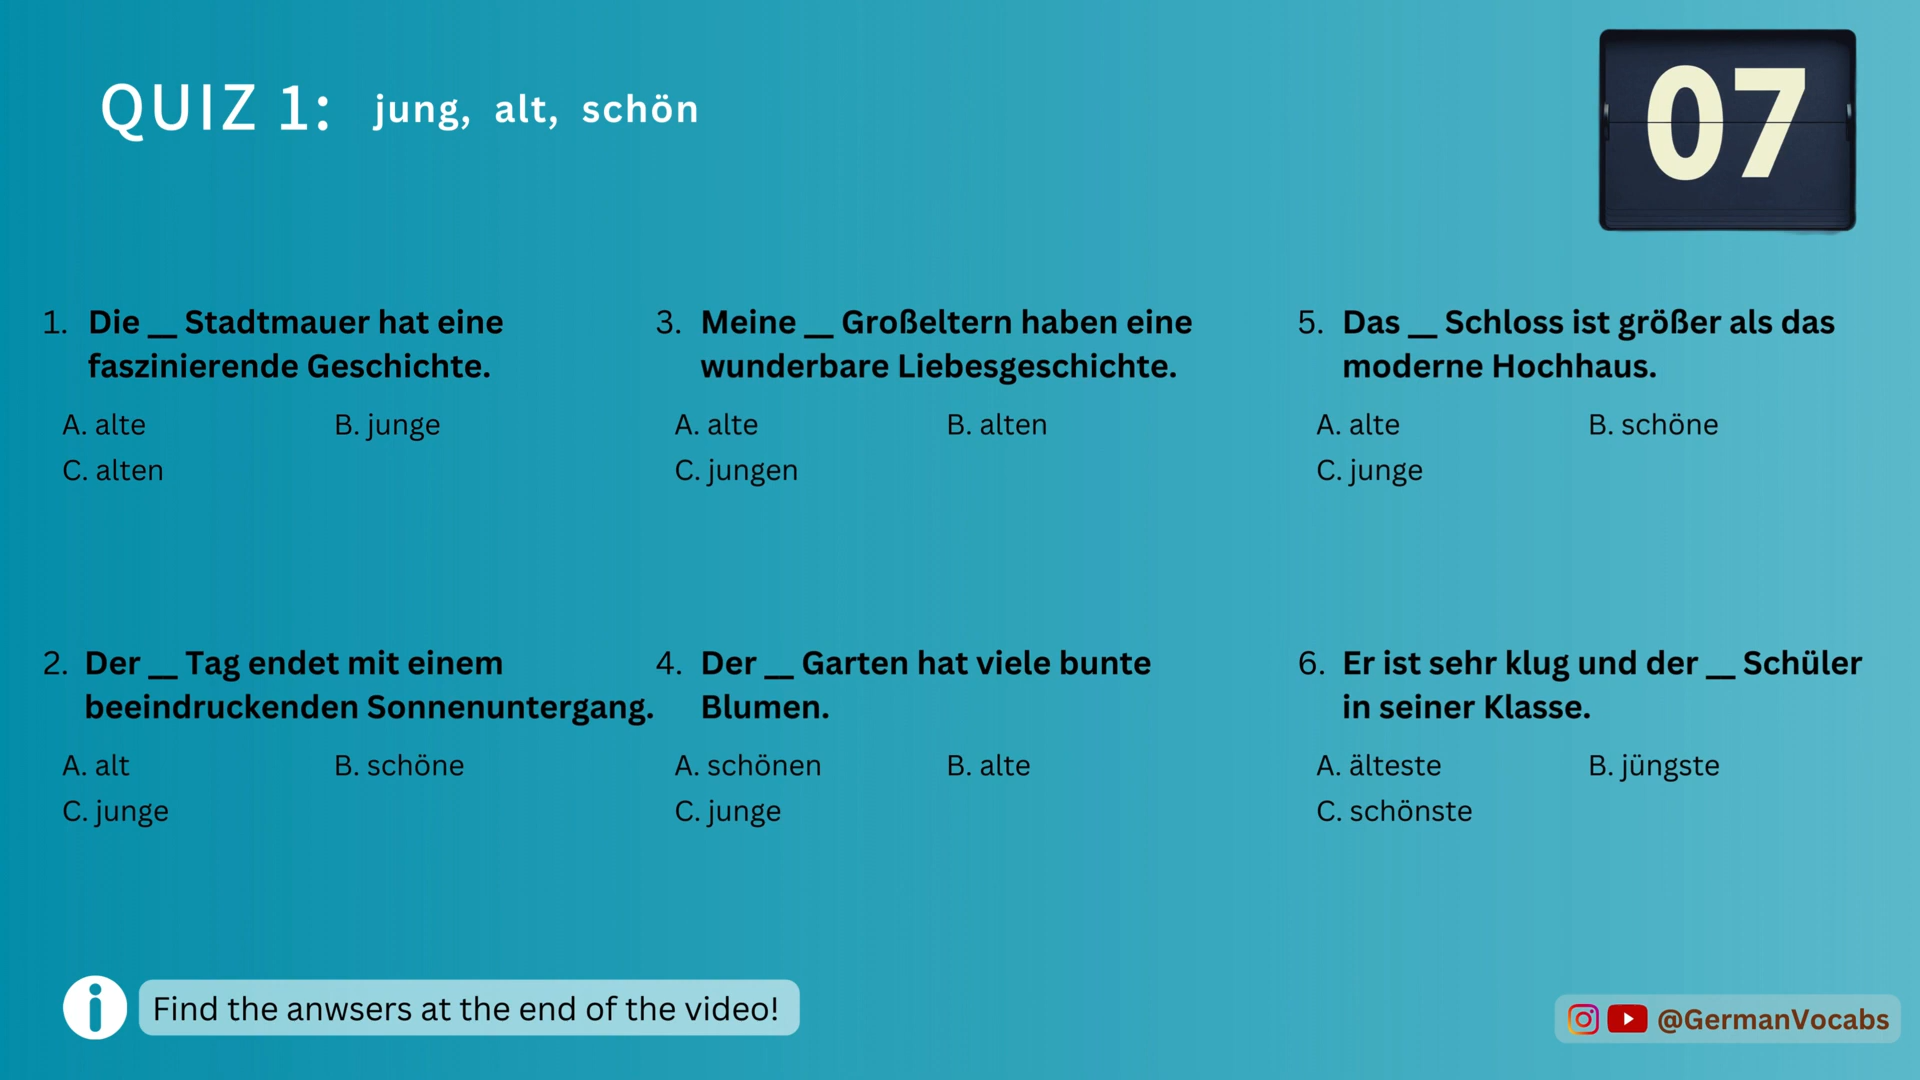 QUIZ 1: jung, alt, schön
07
1. Die __ Stadtmauer hat eine
faszinierende Geschichte.
A. alte B. junge
C. alten
2. Der __ Tag endet mit einem
beeindruckenden Sonnenuntergang.
A. alt B. schöne
C. junge
3. Meine __ Großeltern haben eine
wunderbare Liebesgeschichte.
A. alte B. alten
C. jungen
4. Der __ Garten hat viele bunte
Blumen.
A. schönen B. alte
C. junge
5. Das __ Schloss ist größer als das
moderne Hochhaus.
A. alte B. schöne
C. junge
6. Er ist sehr klug und der __ Schüler
in seiner Klasse.
A. älteste B. jüngste
C. schönste
Find the anwsers at the end of the video!
@GermanVocabs